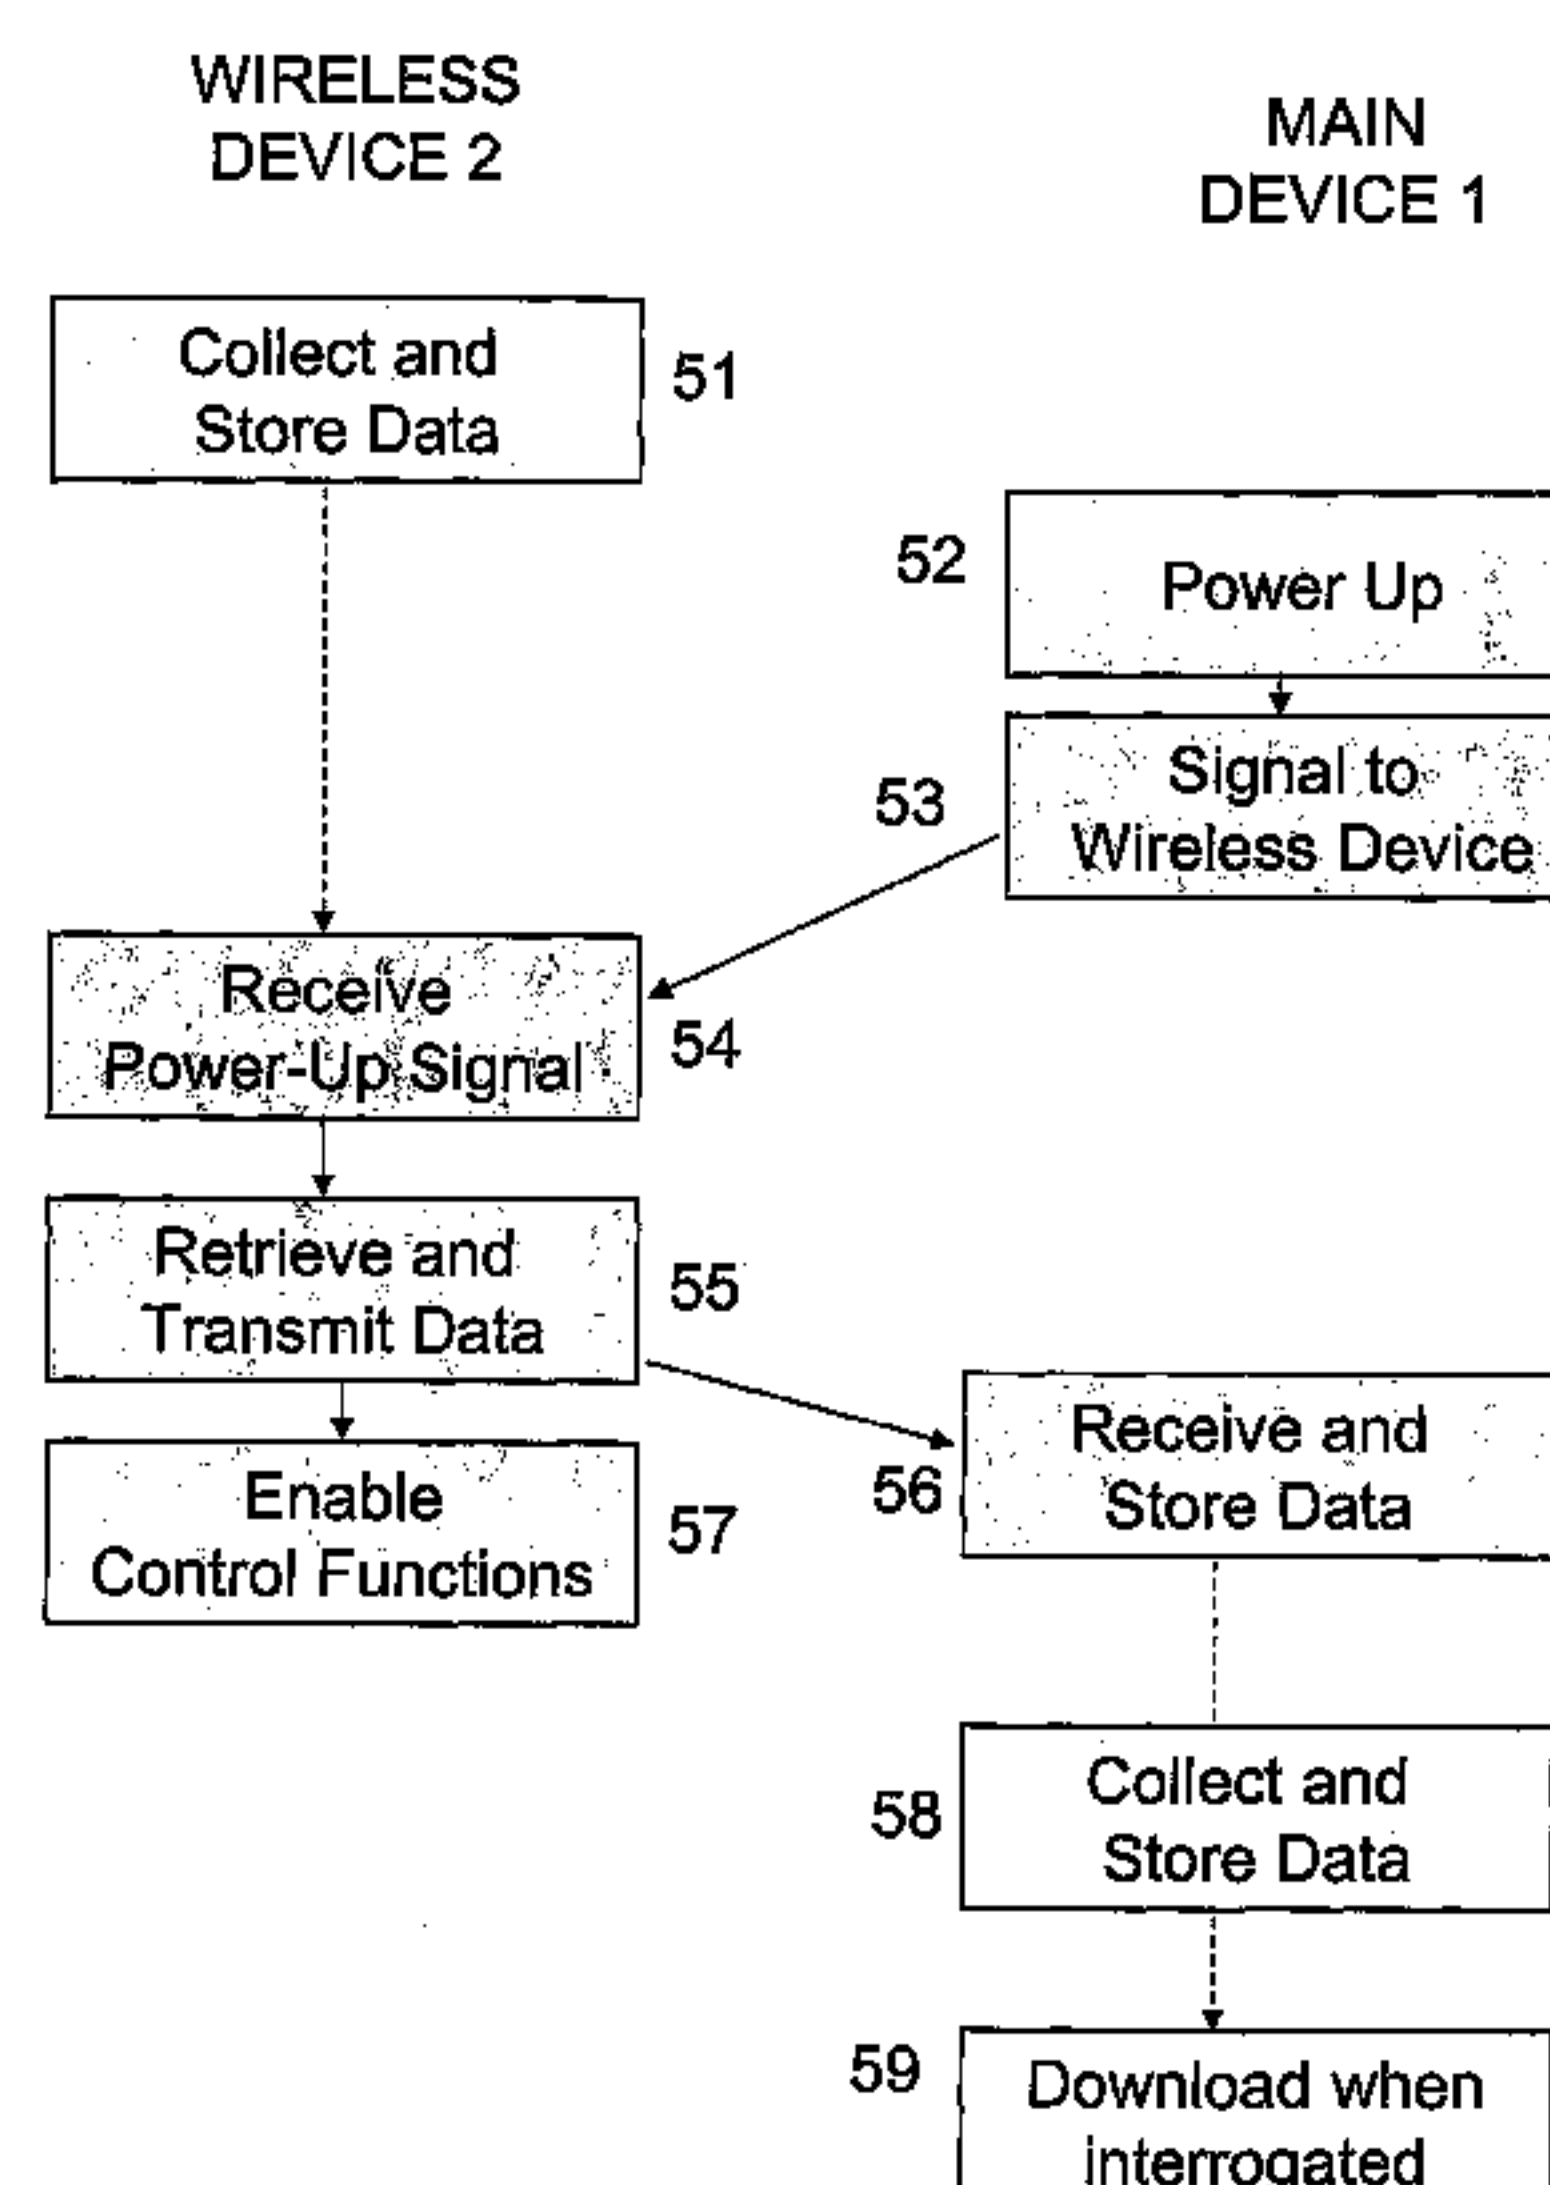 WIRELESS
DEVICE 2
MAIN
DEVICE 1
Collect and
Store Data
51
52
Power Up
53
Signal to
Wireless Device
Receive
Power-Up Signal
54
Retrieve and
Transmit Data
55
56
Receive and
Store Data
Enable
Control Functions
57
58
Collect and
Store Data
59
Download when
interrogated